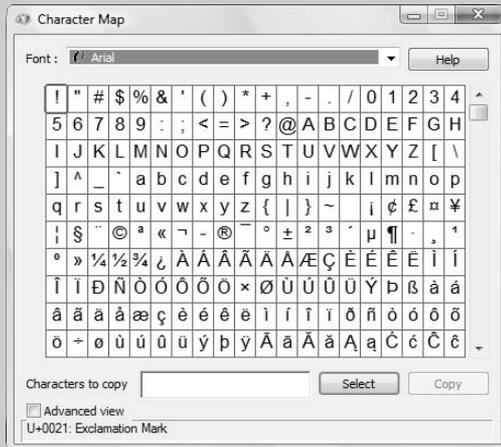 Character Map
Font : Arial Help
! " # $ % & ' ( ) * + , - . / 0 1 2 3 4
5 6 7 8 9 : ; < = > ? @ A B C D E F G H
I J K L M N O P Q R S T U V W X Y Z [ \
] ^ _ ` a b c d e f g h i j k l m n o p
q r s t u v w x y z { | } ~ ¡ ¢ £ ¤ ¥
¦ § ¨ © ª « ¬ - ® ¯ ° ± ² ³ ´ µ ¶ · ¸ ¹
º » ¼ ½ ¾ ¿ À Á Â Ã Ä Å Æ Ç È É Ê Ë Ì Í
Î Ï Ð Ñ Ò Ó Ô Õ Ö × Ø Ù Ú Û Ü Ý Þ ß à á
â ã ä å æ ç è é ê ë ì í î ï ð ñ ò ó ô õ
ö ÷ ø ù ú û ü ý þ ÿ Ā ā Ă ă Ą ą Ć ć Ĉ ĉ
Characters to copy Select Copy
Advanced view
U+0021: Exclamation Mark